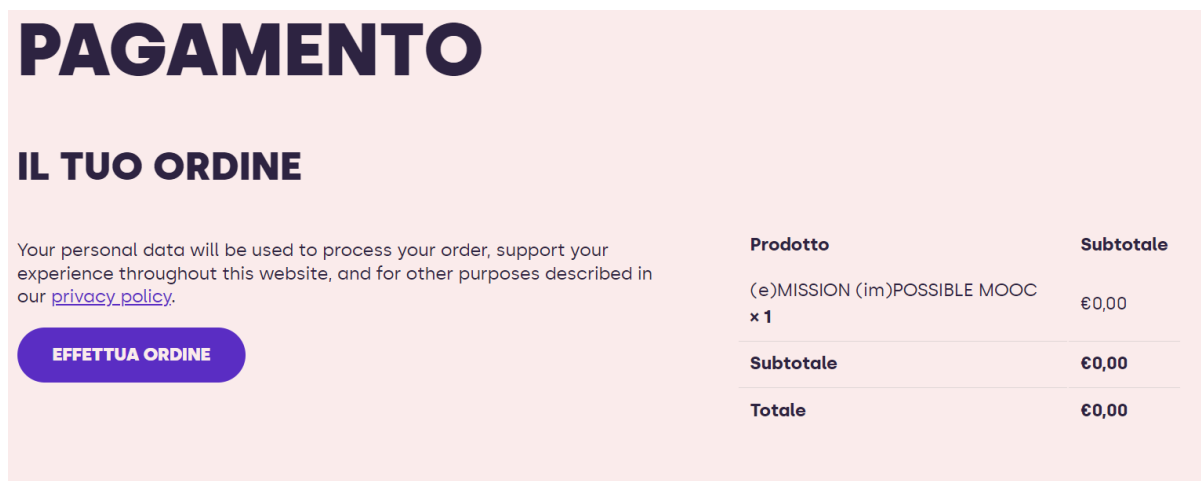 PAGAMENTO
IL TUO ORDINE
Your personal data will be used to process your order, support your
experience throughout this website, and for other purposes described in
our privacy policy.
EFFETTUA ORDINE
Prodotto Subtotale
(e)MISSION (im)POSSIBLE MOOC
× 1 €0,00
Subtotale €0,00
Totale €0,00